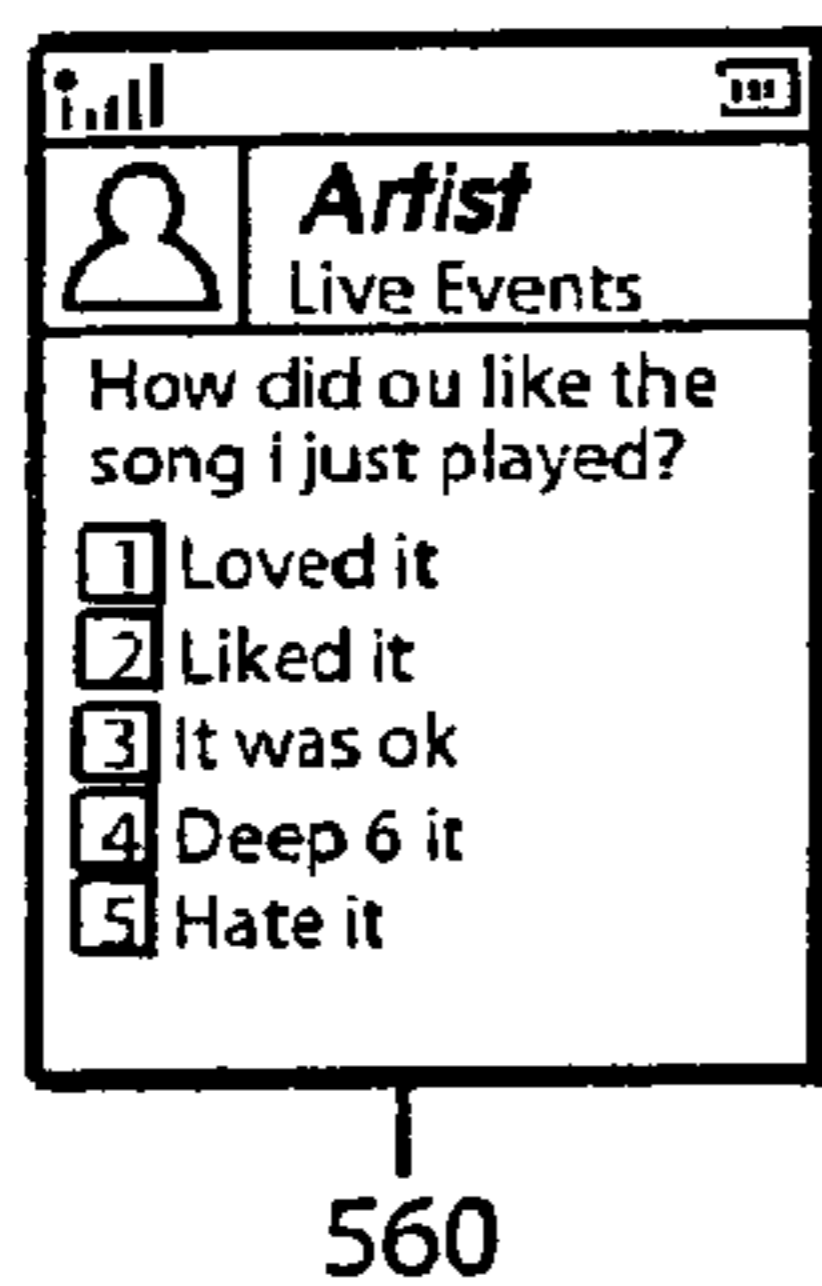 Artist
Live Events
How did ou like the
song i just played?
1 Loved it
2 Liked it
3 It was ok
4 Deep 6 it
5 Hate it
560